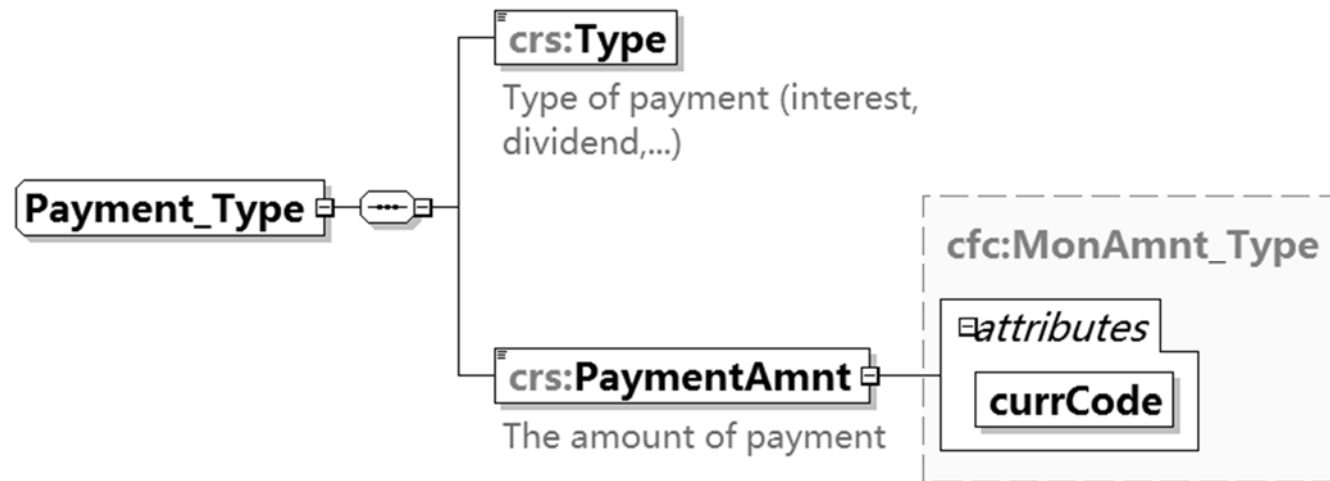 crs:Type
Type of payment (interest,
dividend,...)
Payment_Type
cfc:MonAmnt_Type
attributes
crs:PaymentAmnt
currCode
The amount of payment